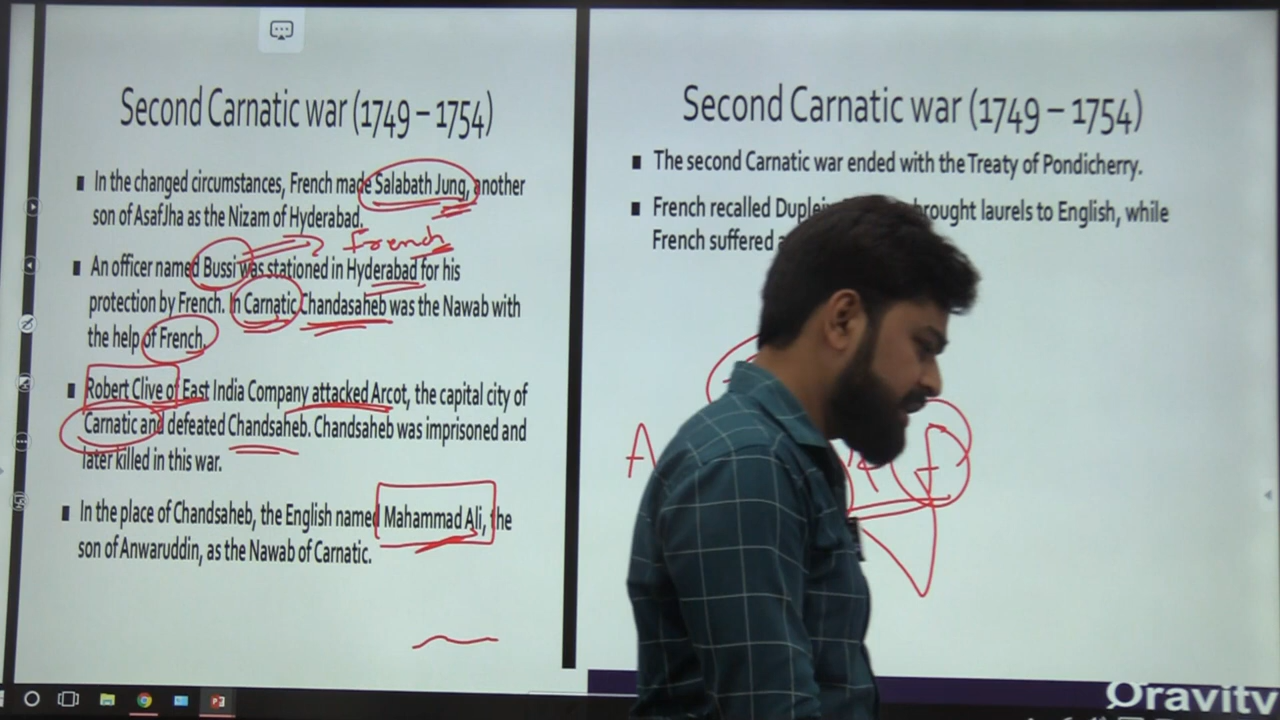 Second Carnatic war (1749 – 1754)
In the changed circumstances, French made Salabath Jung, another
son of AsafJha as the Nizam of Hyderabad.
French
An officer named Bussi was stationed in Hyderabad for his
protection by French. In Carnatic Chandasaheb was the Nawab with
the help of French.
Robert Clive of East India Company attacked Arcot, the capital city of
Carnatic and defeated Chandsaheb. Chandsaheb was imprisoned and
later killed in this war.
In the place of Chandsaheb, the English named Mahammad Ali, the
son of Anwaruddin, as the Nawab of Carnatic.
Second Carnatic war (1749 – 1754)
The second Carnatic war ended with the Treaty of Pondicherry.
French recalled Dupleix brought laurels to English, while
French suffered
A
F
Gravity